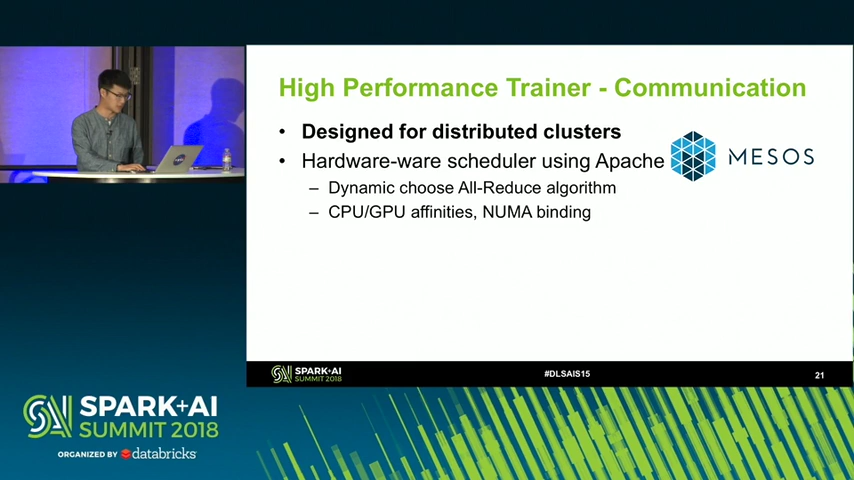 High Performance Trainer - Communication
• Designed for distributed clusters
• Hardware-ware scheduler using Apache MESOS
– Dynamic choose All-Reduce algorithm
– CPU/GPU affinities, NUMA binding
SPARK+AI
SUMMIT 2018
#DLSAIS15
21
SPARK+AI
SUMMIT 2018
ORGANIZED BY databricks